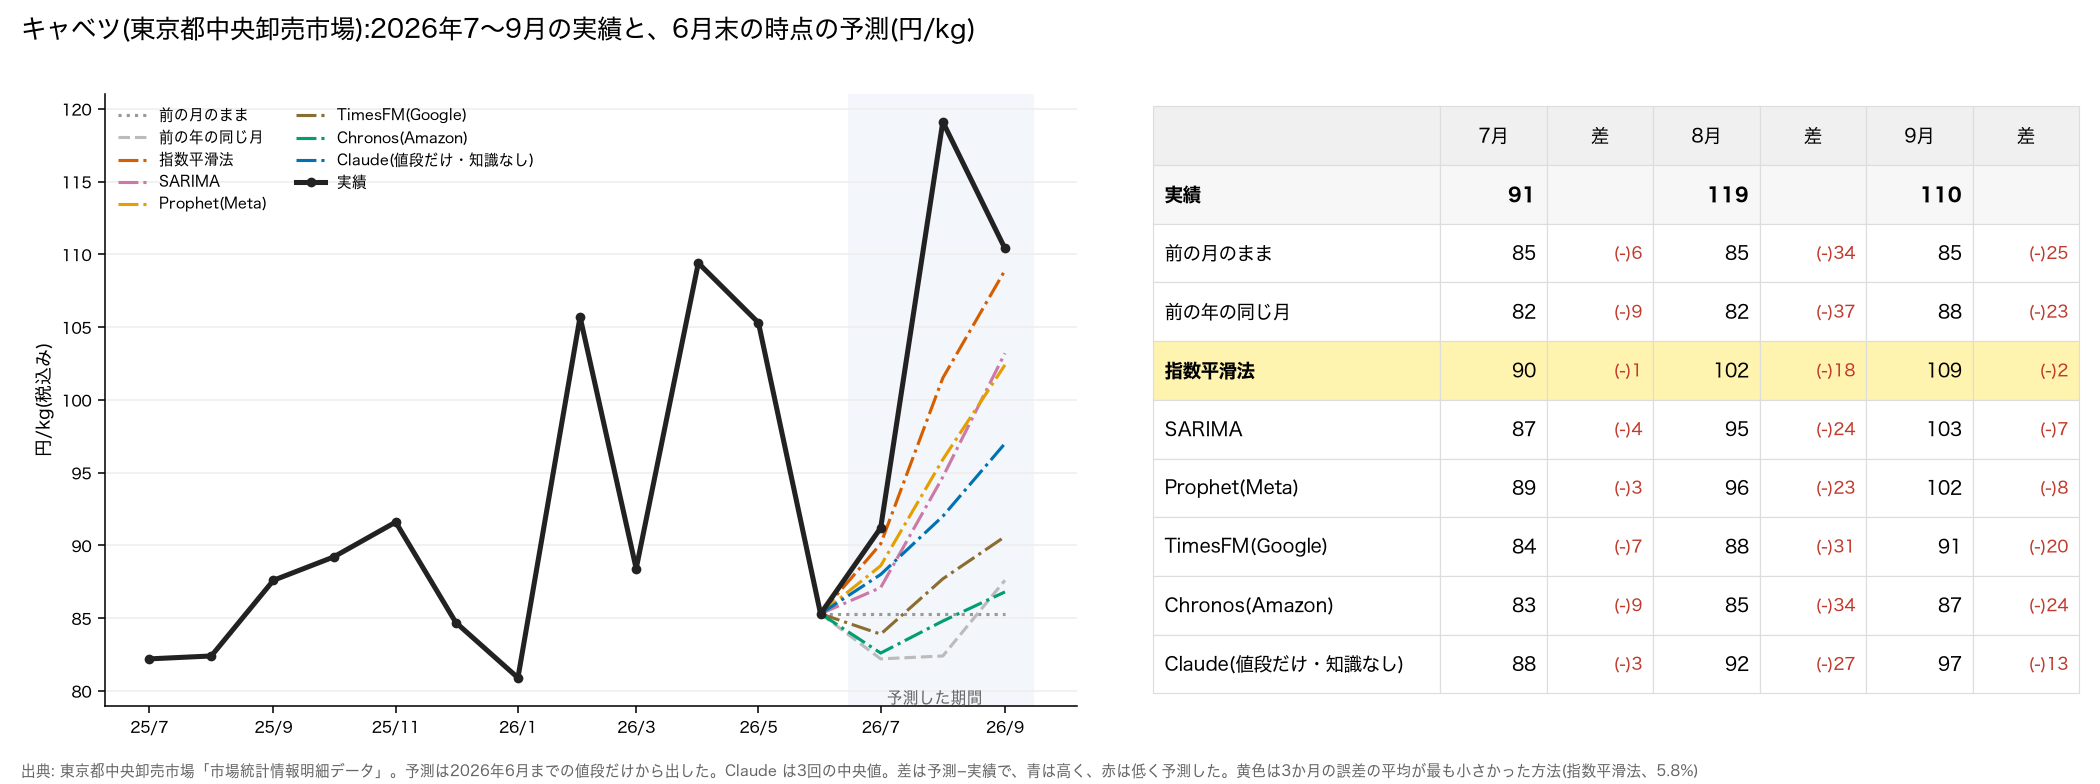 キャベツ(東京都中央卸売市場):2026年7〜9月の実績と、6月末の時点の予測(円/kg)
円/kg(税込み)
120
115
110
105
100
95
90
85
80
25/7
25/9
25/11
26/1
26/3
26/5
26/7
26/9
前の月のまま
前の年の同じ月
指数平滑法
SARIMA
Prophet(Meta)
TimesFM(Google)
Chronos(Amazon)
Claude(値段だけ・知識なし)
実績
予測した期間
7月 差 8月 差 9月 差
実績 91 119 110
前の月のまま 85 (-)6 85 (-)34 85 (-)25
前の年の同じ月 82 (-)9 82 (-)37 88 (-)23
指数平滑法 90 (-)1 102 (-)18 109 (-)2
SARIMA 87 (-)4 95 (-)24 103 (-)7
Prophet(Meta) 89 (-)3 96 (-)23 102 (-)8
TimesFM(Google) 84 (-)7 88 (-)31 91 (-)20
Chronos(Amazon) 83 (-)9 85 (-)34 87 (-)24
Claude(値段だけ・知識なし) 88 (-)3 92 (-)27 97 (-)13
出典: 東京都中央卸売市場「市場統計情報明細データ」。予測は2026年6月までの値段だけから出した。Claude は3回の中央値。差は予測−実績で、青は高く、赤は低く予測した。黄色は3か月の誤差の平均が最も小さかった方法(指数平滑法、5.8%)